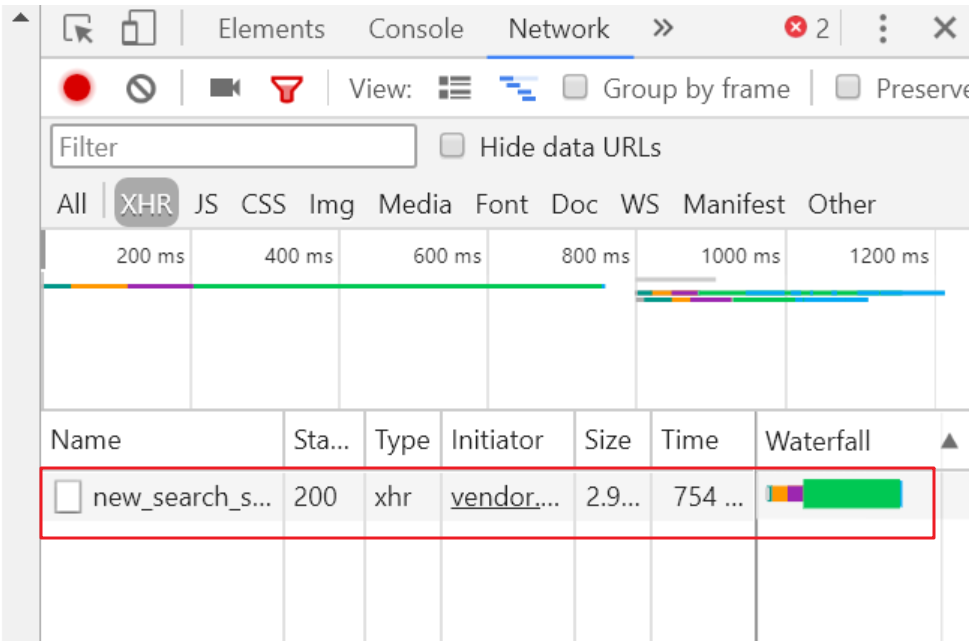 Elements Console Network » 2
View: Group by frame Preserve
Filter Hide data URLs
All XHR JS CSS Img Media Font Doc WS Manifest Other
200 ms 400 ms 600 ms 800 ms 1000 ms 1200 ms
Name Sta... Type Initiator Size Time Waterfall
new_search_s... 200 xhr vendor.... 2.9... 754 ...